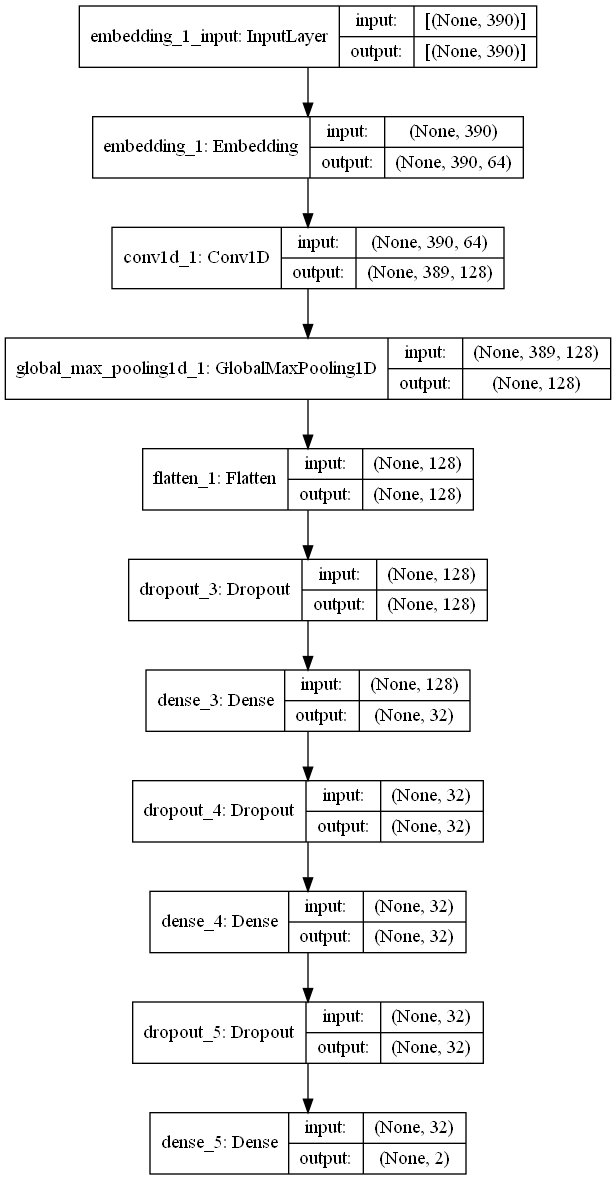 embedding_1_input: InputLayer
input: [(None, 390)]
output: [(None, 390)]
embedding_1: Embedding
input: (None, 390)
output: (None, 390, 64)
conv1d_1: Conv1D
input: (None, 390, 64)
output: (None, 389, 128)
global_max_pooling1d_1: GlobalMaxPooling1D
input: (None, 389, 128)
output: (None, 128)
flatten_1: Flatten
input: (None, 128)
output: (None, 128)
dropout_3: Dropout
input: (None, 128)
output: (None, 128)
dense_3: Dense
input: (None, 128)
output: (None, 32)
dropout_4: Dropout
input: (None, 32)
output: (None, 32)
dense_4: Dense
input: (None, 32)
output: (None, 32)
dropout_5: Dropout
input: (None, 32)
output: (None, 32)
dense_5: Dense
input: (None, 32)
output: (None, 2)